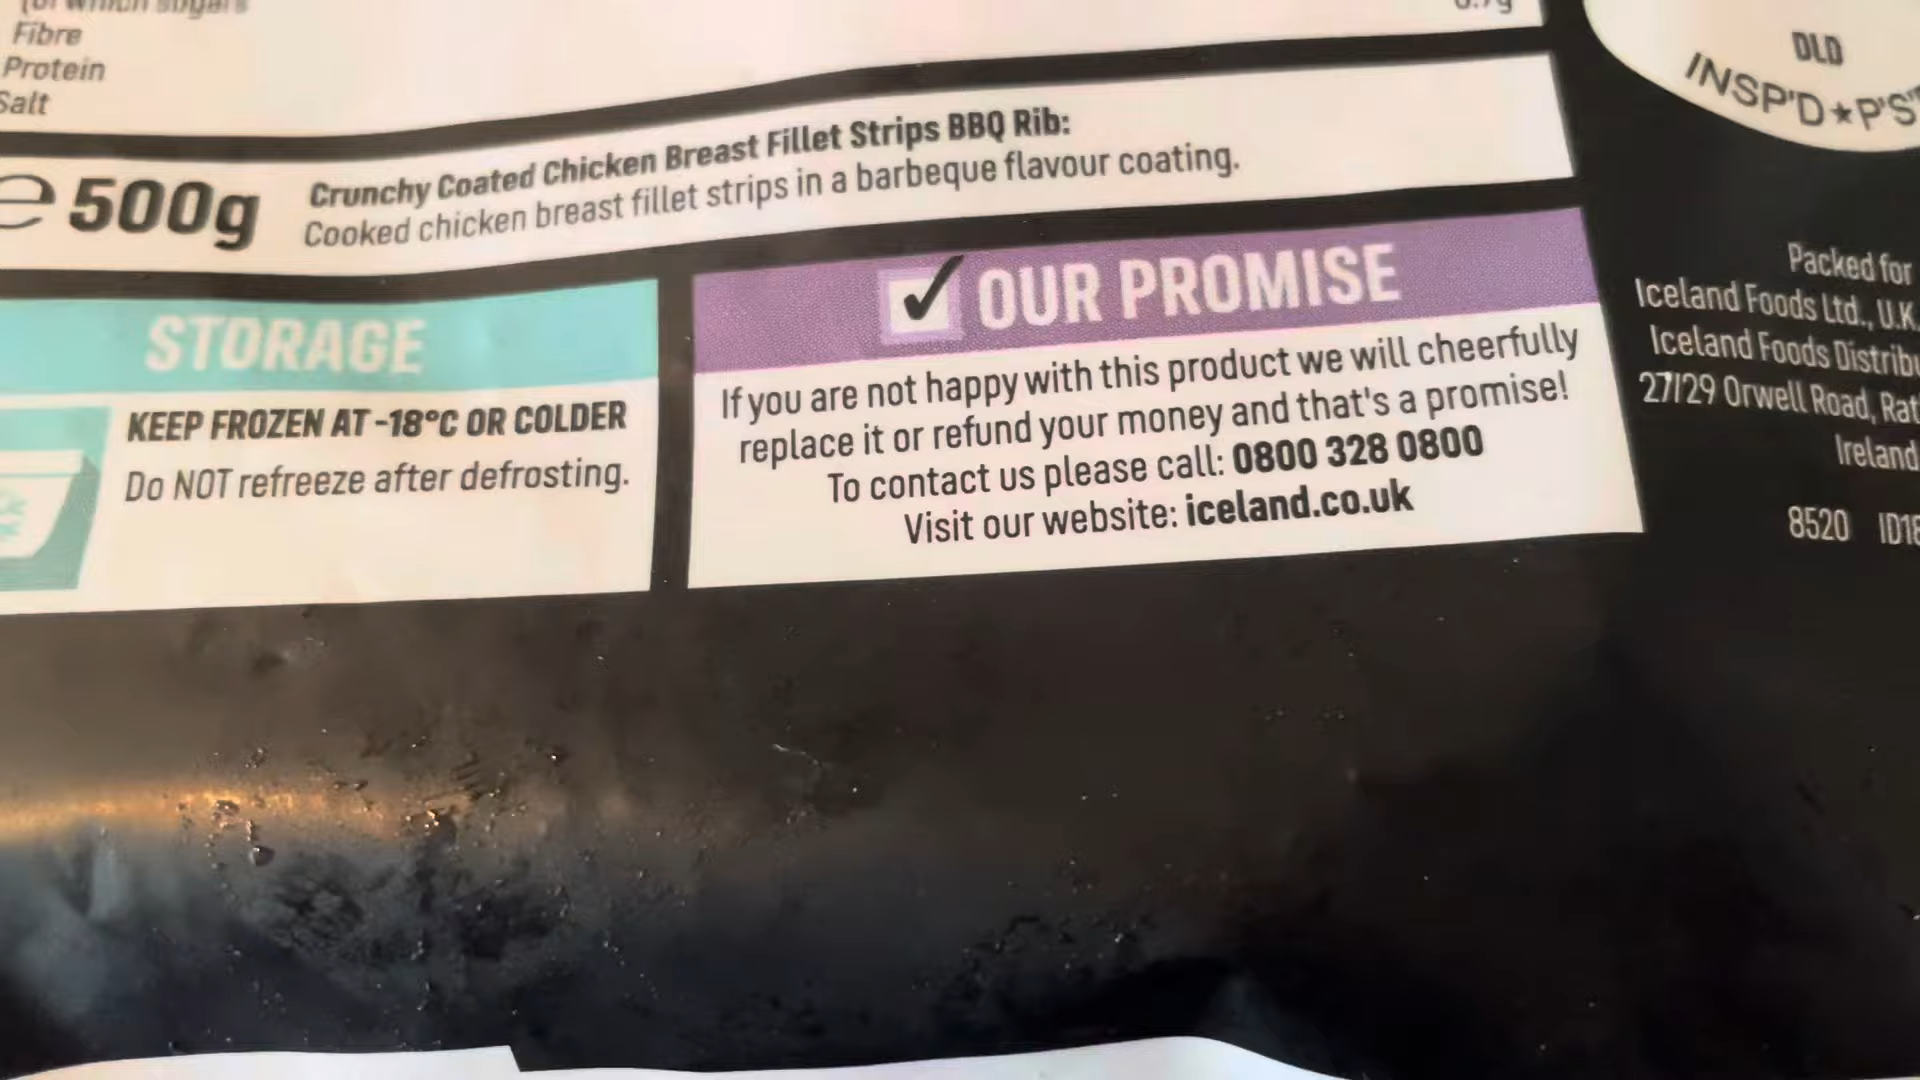 Fibre
Protein
Salt
e 500g
Crunchy Coated Chicken Breast Fillet Strips BBQ Rib:
Cooked chicken breast fillet strips in a barbeque flavour coating.
STORAGE
KEEP FROZEN AT -18°C OR COLDER
Do NOT refreeze after defrosting.
✓ OUR PROMISE
If you are not happy with this product we will cheerfully
replace it or refund your money and that's a promise!
To contact us please call: 0800 328 0800
Visit our website: iceland.co.uk
DLD
INSP'D★P'S'
Packed for
Iceland Foods Ltd., U.K.
Iceland Foods
27/29 Orwell Road,
Ireland
8520